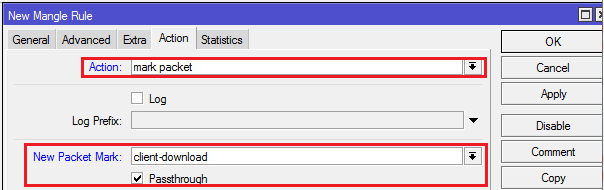 New Mangle Rule
General Advanced Extra Action Statistics
OK
Action: mark packet
Cancel
Log
Apply
Log Prefix:
Disable
New Packet Mark: client-download
Comment
Passthrough
Copy